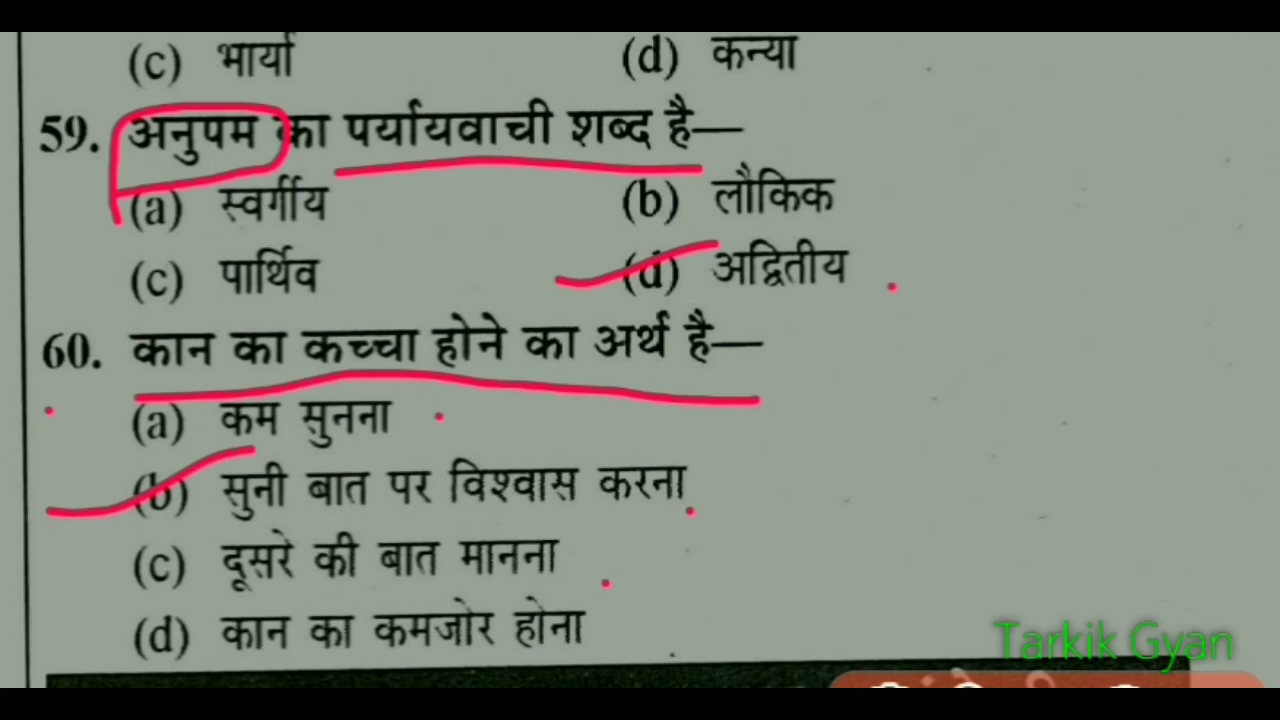 (c) भार्या (d) कन्या
59. अनुपम का पर्यायवाची शब्द है—
(a) स्वर्गीय (b) लौकिक
(c) पार्थिव (d) अद्वितीय
60. कान का कच्चा होने का अर्थ है—
(a) कम सुनना
(b) सुनी बात पर विश्वास करना
(c) दूसरे की बात मानना
(d) कान का कमजोर होना
Tarkik Gyan